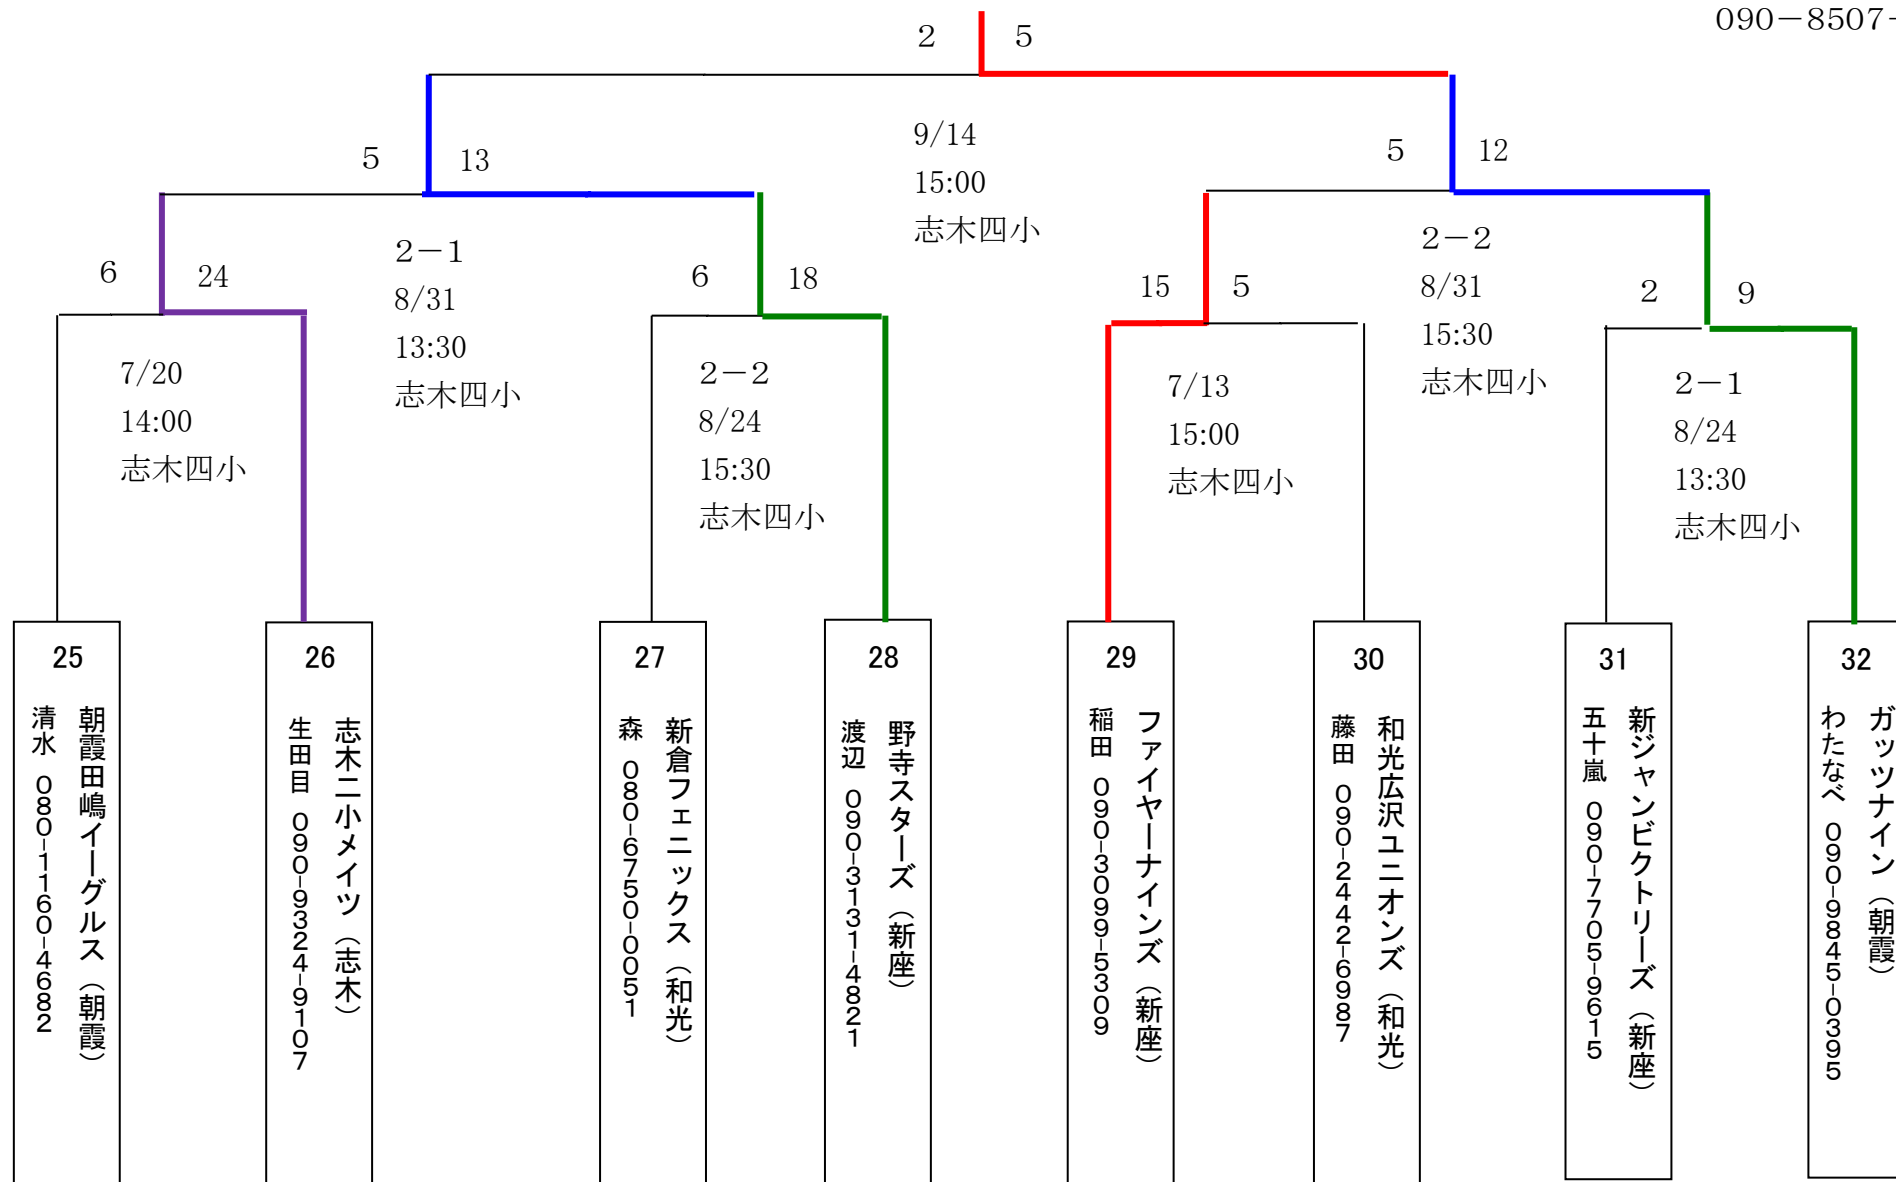 090－8507-
2 5
9/14
15:00
志木四小
5 13
5 12
2－1
8/31
13:30
志木四小
2－2
8/31
15:30
志木四小
6 24
6 18
15 5
2 9
7/20
14:00
志木四小
2－2
8/24
15:30
志木四小
7/13
15:00
志木四小
2－1
8/24
13:30
志木四小
25
朝霞田嶋イーグルス（朝霞）
清水 080-1160-4682
26
志木二小メイツ（志木）
生田目 090-9324-9107
27
新倉フェニックス（和光）
森 080-6750-0051
28
野寺スターズ（新座）
渡辺 090-3131-4821
29
ファイヤーナインズ（新座）
稲田 090-3099-5309
30
和光広沢ユニオンズ（和光）
藤田 090-2442-6987
31
新ジャンビクトリーズ（新座）
五十嵐 090-7705-9615
32
ガッツナイン（朝霞）
わたなべ 090-9845-0395